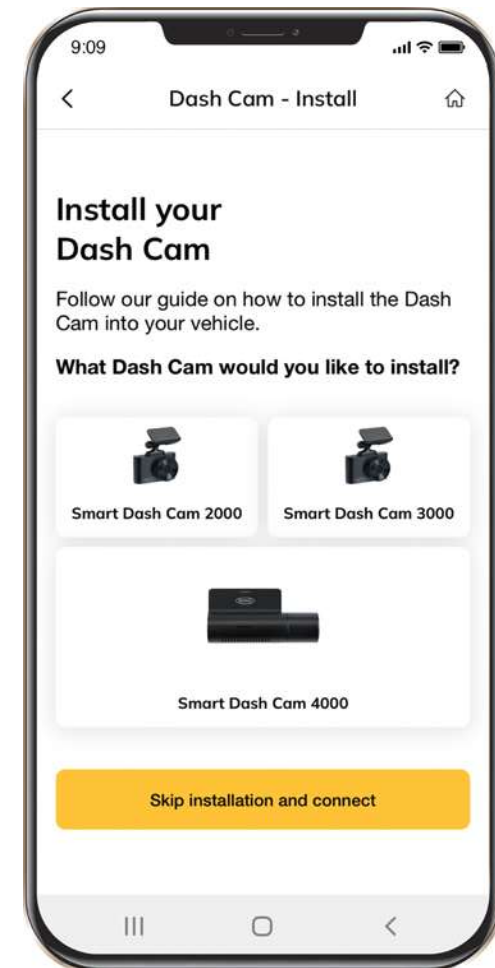 9:09
Dash Cam - Install
Install your
Dash Cam
Follow our guide on how to install the Dash
Cam into your vehicle.
What Dash Cam would you like to install?
Smart Dash Cam 2000
Smart Dash Cam 3000
Smart Dash Cam 4000
Skip installation and connect